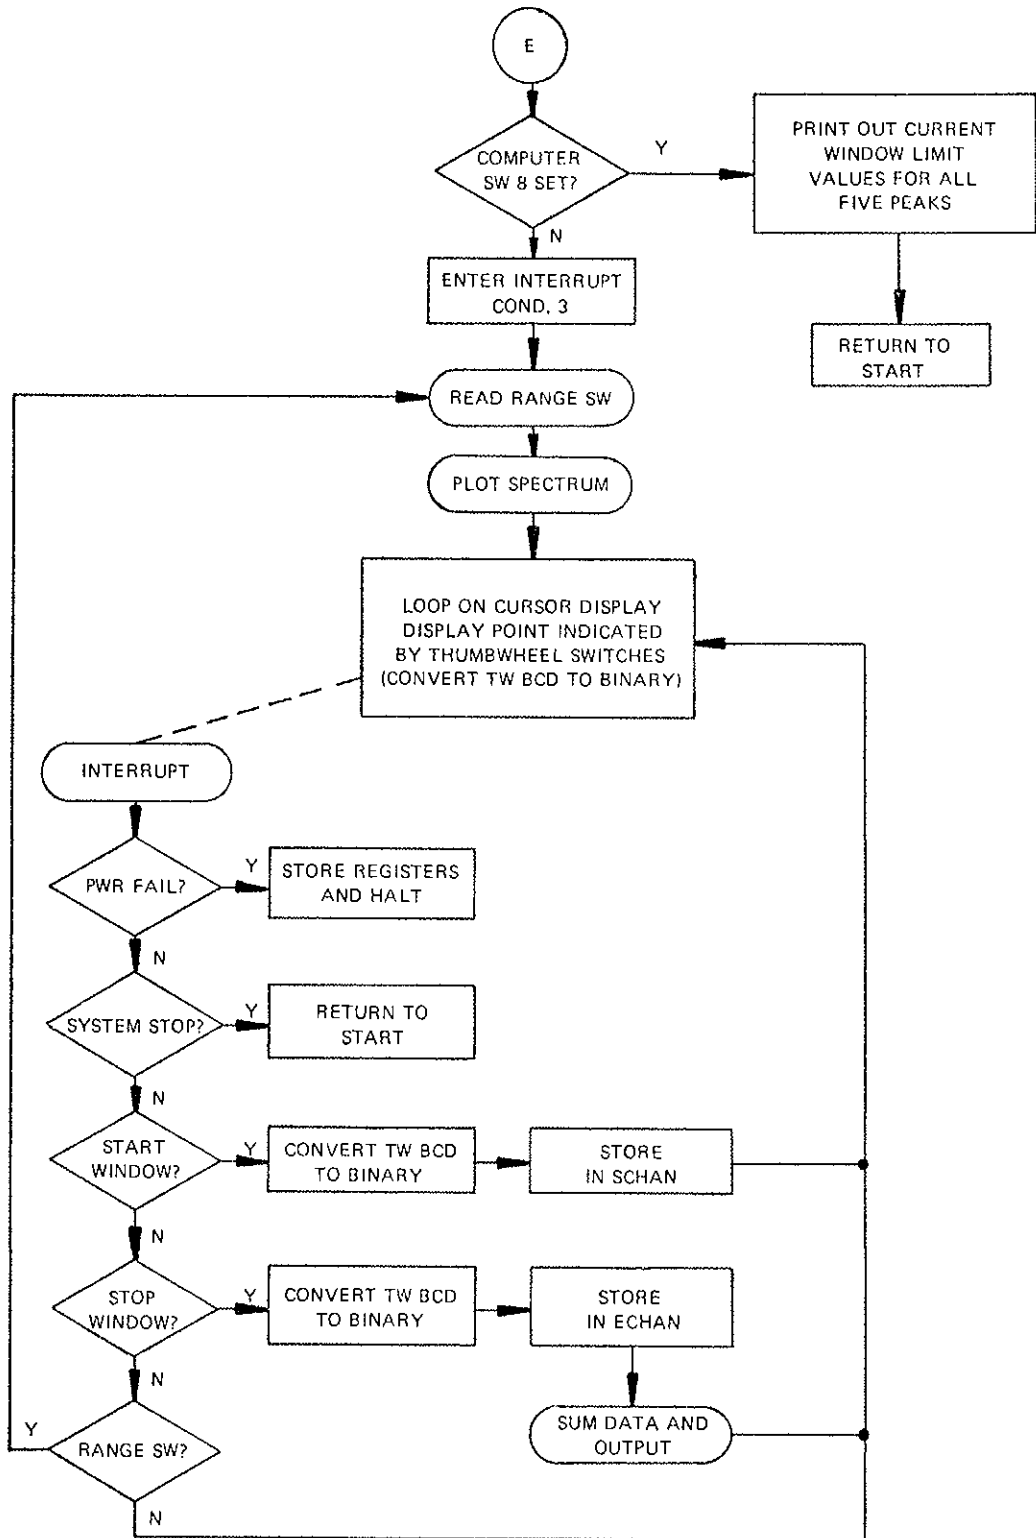 E
COMPUTER
SW 8 SET?
Y
PRINT OUT CURRENT
WINDOW LIMIT
VALUES FOR ALL
FIVE PEAKS
N
ENTER INTERRUPT
COND, 3
RETURN TO
START
READ RANGE SW
PLOT SPECTRUM
LOOP ON CURSOR DISPLAY
DISPLAY POINT INDICATED
BY THUMBWHEEL SWITCHES
(CONVERT TW BCD TO BINARY)
INTERRUPT
PWR FAIL?
Y
STORE REGISTERS
AND HALT
N
SYSTEM STOP?
Y
RETURN TO
START
N
START
WINDOW?
Y
CONVERT TW BCD
TO BINARY
STORE
IN SCHAN
N
STOP
WINDOW?
Y
CONVERT TW BCD
TO BINARY
STORE
IN ECHAN
N
Y
RANGE SW?
SUM DATA AND
OUTPUT
N